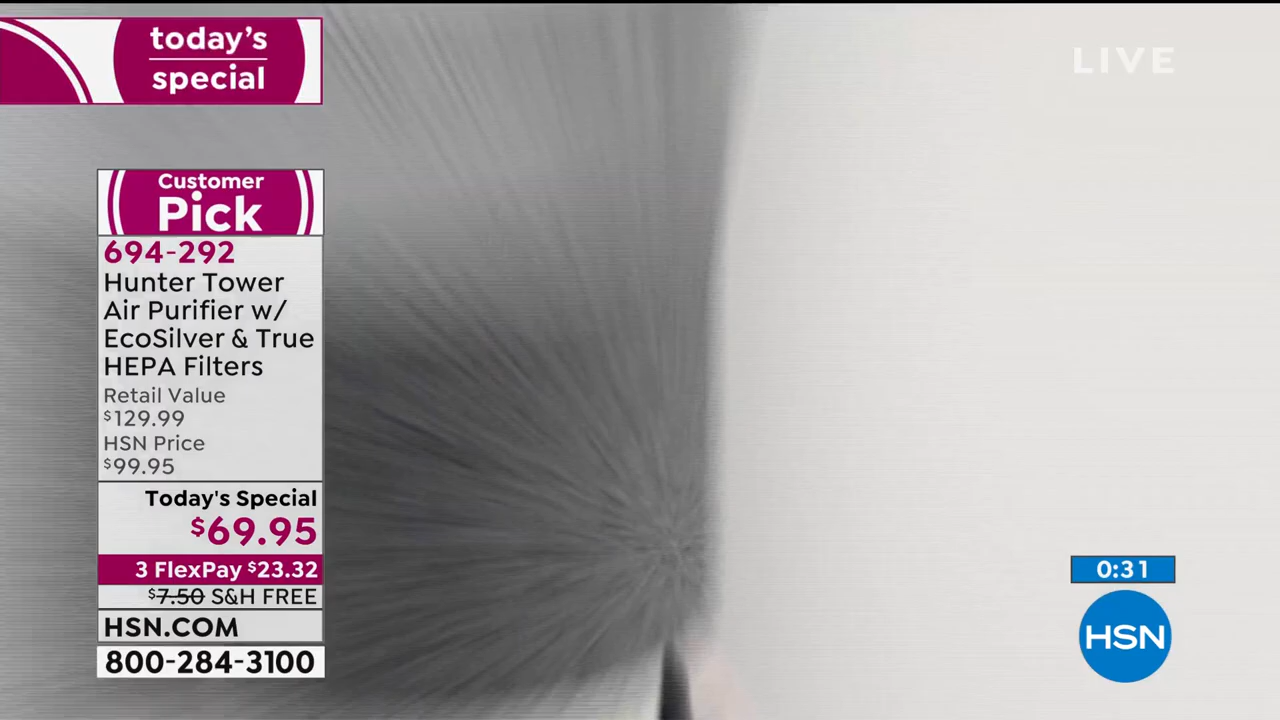 today's
special
LIVE
Customer
Pick
694-292
Hunter Tower
Air Purifier w/
EcoSilver & True
HEPA Filters
Retail Value
$129.99
HSN Price
$99.95
Today's Special
$69.95
3 FlexPay $23.32
$7.50 S&H FREE
HSN.COM
800-284-3100
0:31
HSN